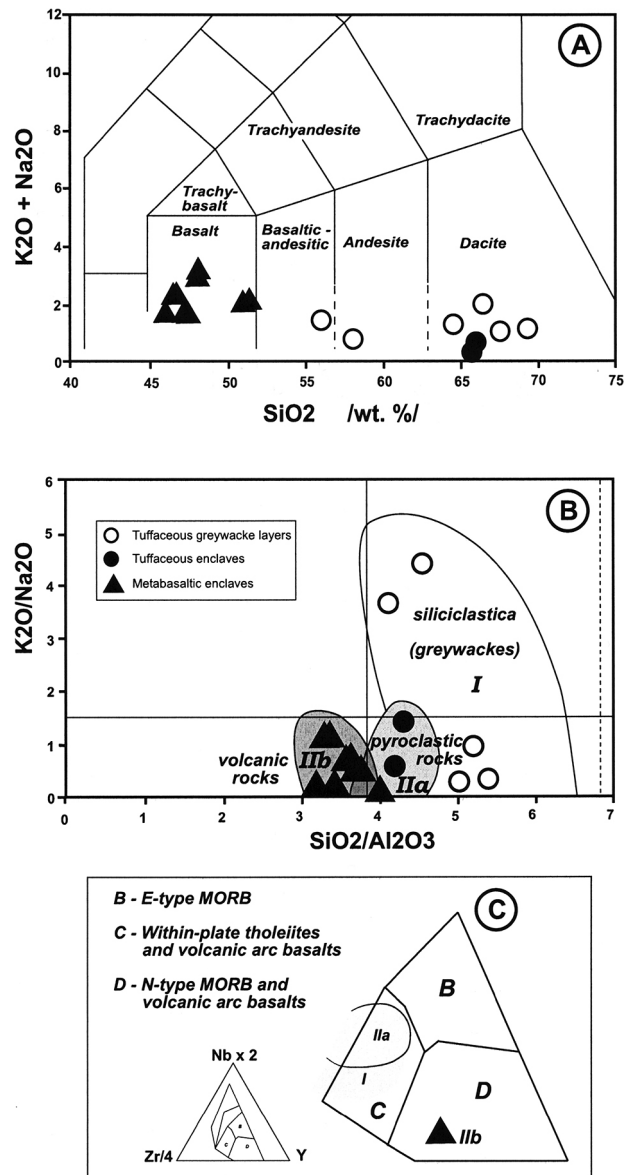 12
10
8
6
4
2
0
K2O + Na2O
A
Trachyandesite
Trachydacite
Trachy-
basalt
Basalt
Basaltic -
andesitic
Andesite
Dacite
40
45
50
55
60
65
70
75
SiO2 /wt. %/
6
5
4
3
2
1
0
K2O/Na2O
B
Tuffaceous greywacke layers
Tuffaceous enclaves
Metabasaltic enclaves
siliciclastica
(greywackes)
I
volcanic
rocks
IIb
pyroclastic
rocks
IIa
0
1
2
3
4
5
6
7
SiO2/Al2O3
C
B - E-type MORB
C - Within-plate tholeiites
and volcanic arc basalts
D - N-type MORB and
volcanic arc basalts
Nb x 2
Zr/4
Y
B
C
D
B
IIa
I
C
D
IIb